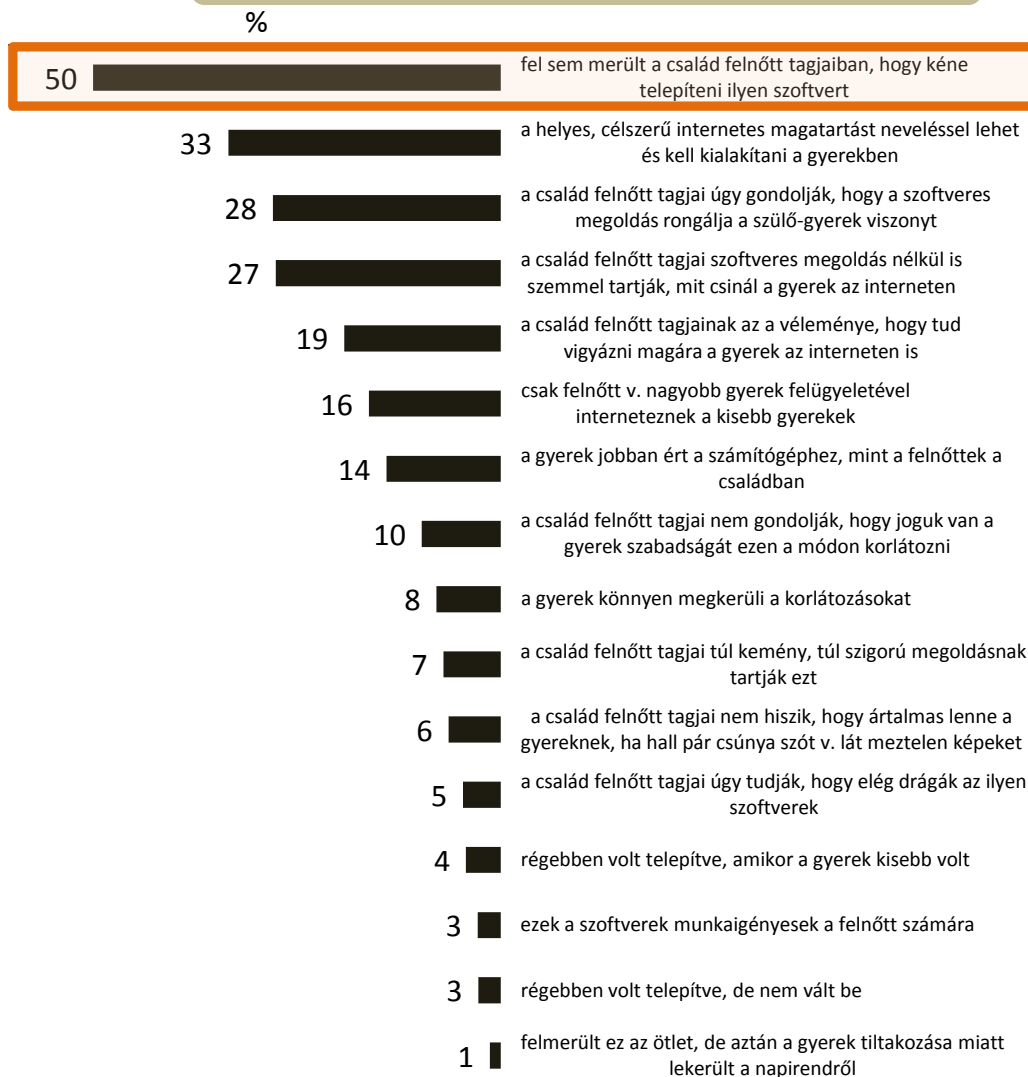 %
50
fel sem merült a család felnőtt tagjaiban, hogy kéne
telepíteni ilyen szoftvert
33
a helyes, célszerű internetes magatartást neveléssel lehet
és kell kialakítani a gyerekben
28
a család felnőtt tagjai úgy gondolják, hogy a szoftveres
megoldás rongálja a szülő-gyerek viszonyt
27
a család felnőtt tagjai szoftveres megoldás nélkül is
szemmel tartják, mit csinál a gyerek az interneten
19
a család felnőtt tagjainak az a véleménye, hogy tud
vigyázni magára a gyerek az interneten is
16
csak felnőtt v. nagyobb gyerek felügyeletével
interneteznek a kisebb gyerekek
14
a gyerek jobban ért a számítógéphez, mint a felnőttek a
családban
10
a család felnőtt tagjai nem gondolják, hogy joguk van a
gyerek szabadságát ezen a módon korlátozni
8
a gyerek könnyen megkerüli a korlátozásokat
7
a család felnőtt tagjai túl kemény, túl szigorú megoldásnak
tartják ezt
6
a család felnőtt tagjai nem hiszik, hogy ártalmas lenne a
gyereknek, ha hall pár csúnya szót v. lát meztelen képeket
5
a család felnőtt tagjai úgy tudják, hogy elég drágák az ilyen
szoftverek
4
régebben volt telepítve, amikor a gyerek kisebb volt
3
ezek a szoftverek munkaigényesek a felnőtt számára
3
régebben volt telepítve, de nem vált be
1
felmerült ez az ötlet, de aztán a gyerek tiltakozása miatt
lekerült a napirendről